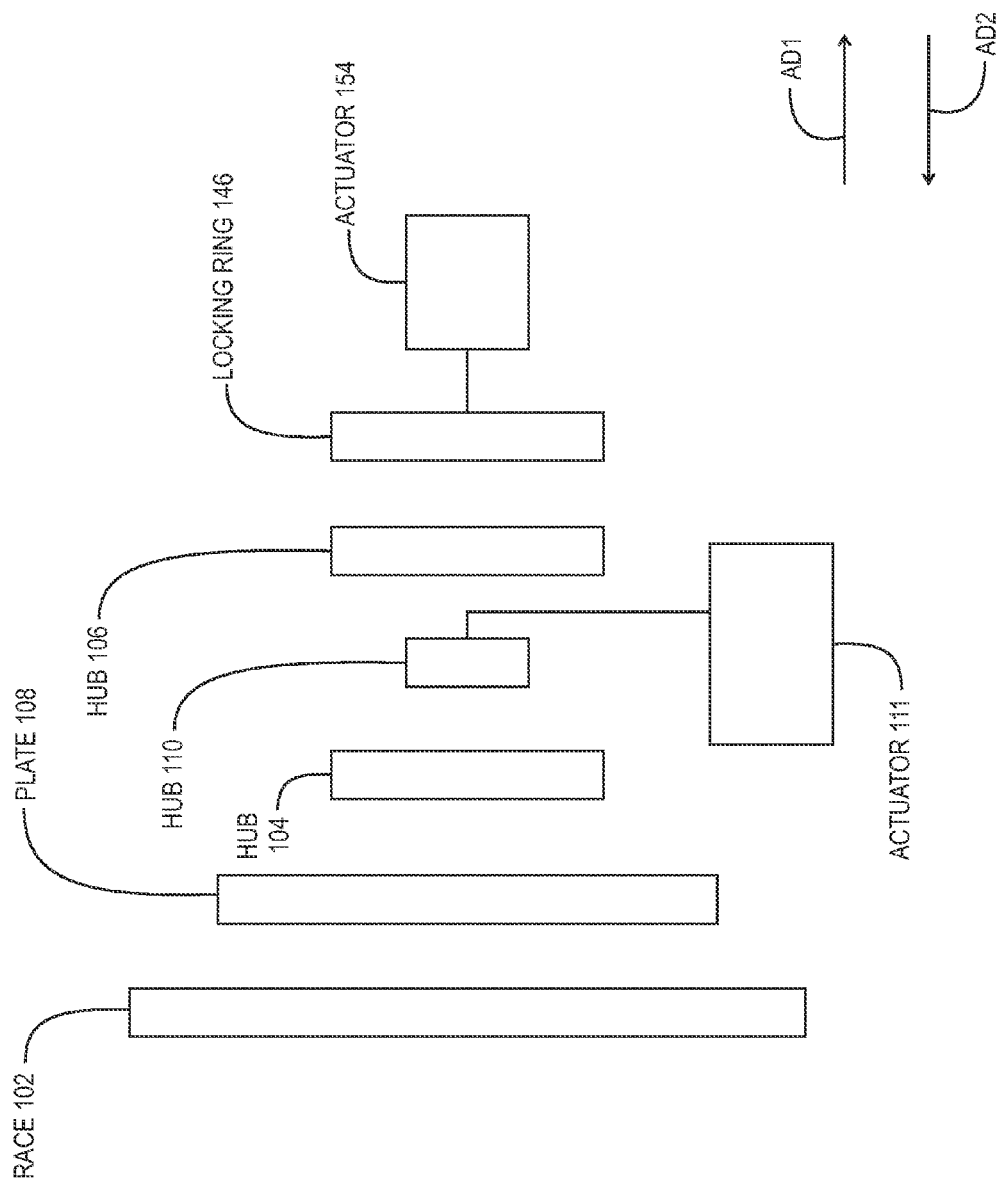 RACE 102
PLATE 108
HUB
104
HUB 110
HUB 106
LOCKING RING 146
ACTUATOR 154
ACTUATOR 111
AD1
AD2